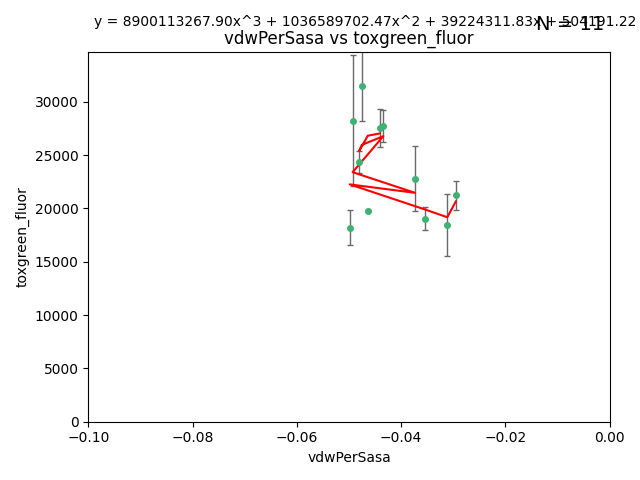 y = 8900113267.90x^3 + 1036589702.47x^2 + 39224311.83x + 504191.22
N = 11
vdwPerSasa vs toxgreen_fluor
30000
25000
20000
15000
10000
5000
0
toxgreen_fluor
−0.10
−0.08
−0.06
−0.04
−0.02
0.00
vdwPerSasa